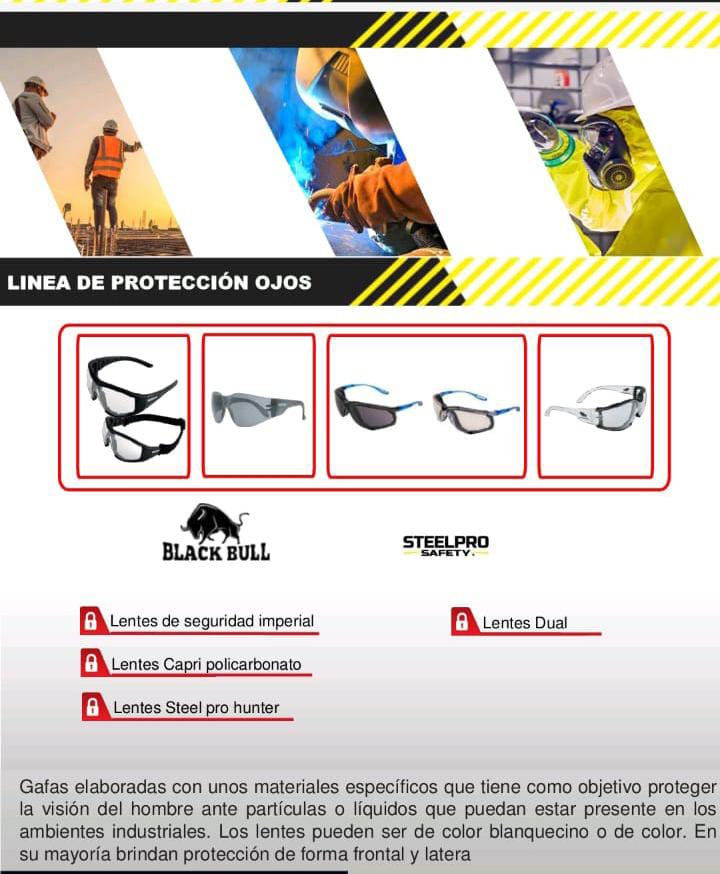 LINEA DE PROTECCIÓN OJOS
BLACK BULL
STEELPRO
SAFETY.
Lentes de seguridad imperial
Lentes Dual
Lentes Capri policarbonato
Lentes Steel pro hunter
Gafas elaboradas con unos materiales específicos que tiene como objetivo proteger
la visión del hombre ante partículas o líquidos que puedan estar presente en los
ambientes industriales. Los lentes pueden ser de color blanquecino o de color. En
su mayoría brindan protección de forma frontal y latera